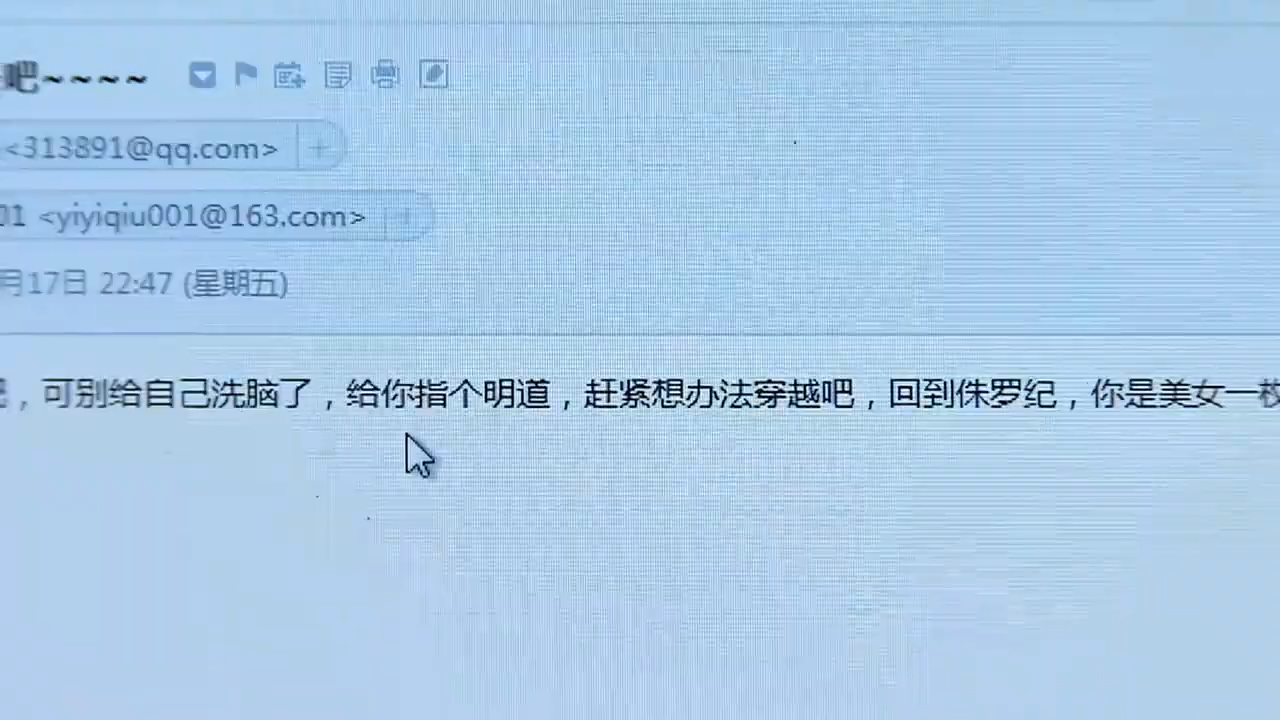 吧~~~~
<313891@qq.com>
01 <yiyiqiu001@163.com>
月17日 22:47 (星期五)
，可别给自己洗脑了，给你指个明道，赶紧想办法穿越吧，回到侏罗纪，你是美女一枚